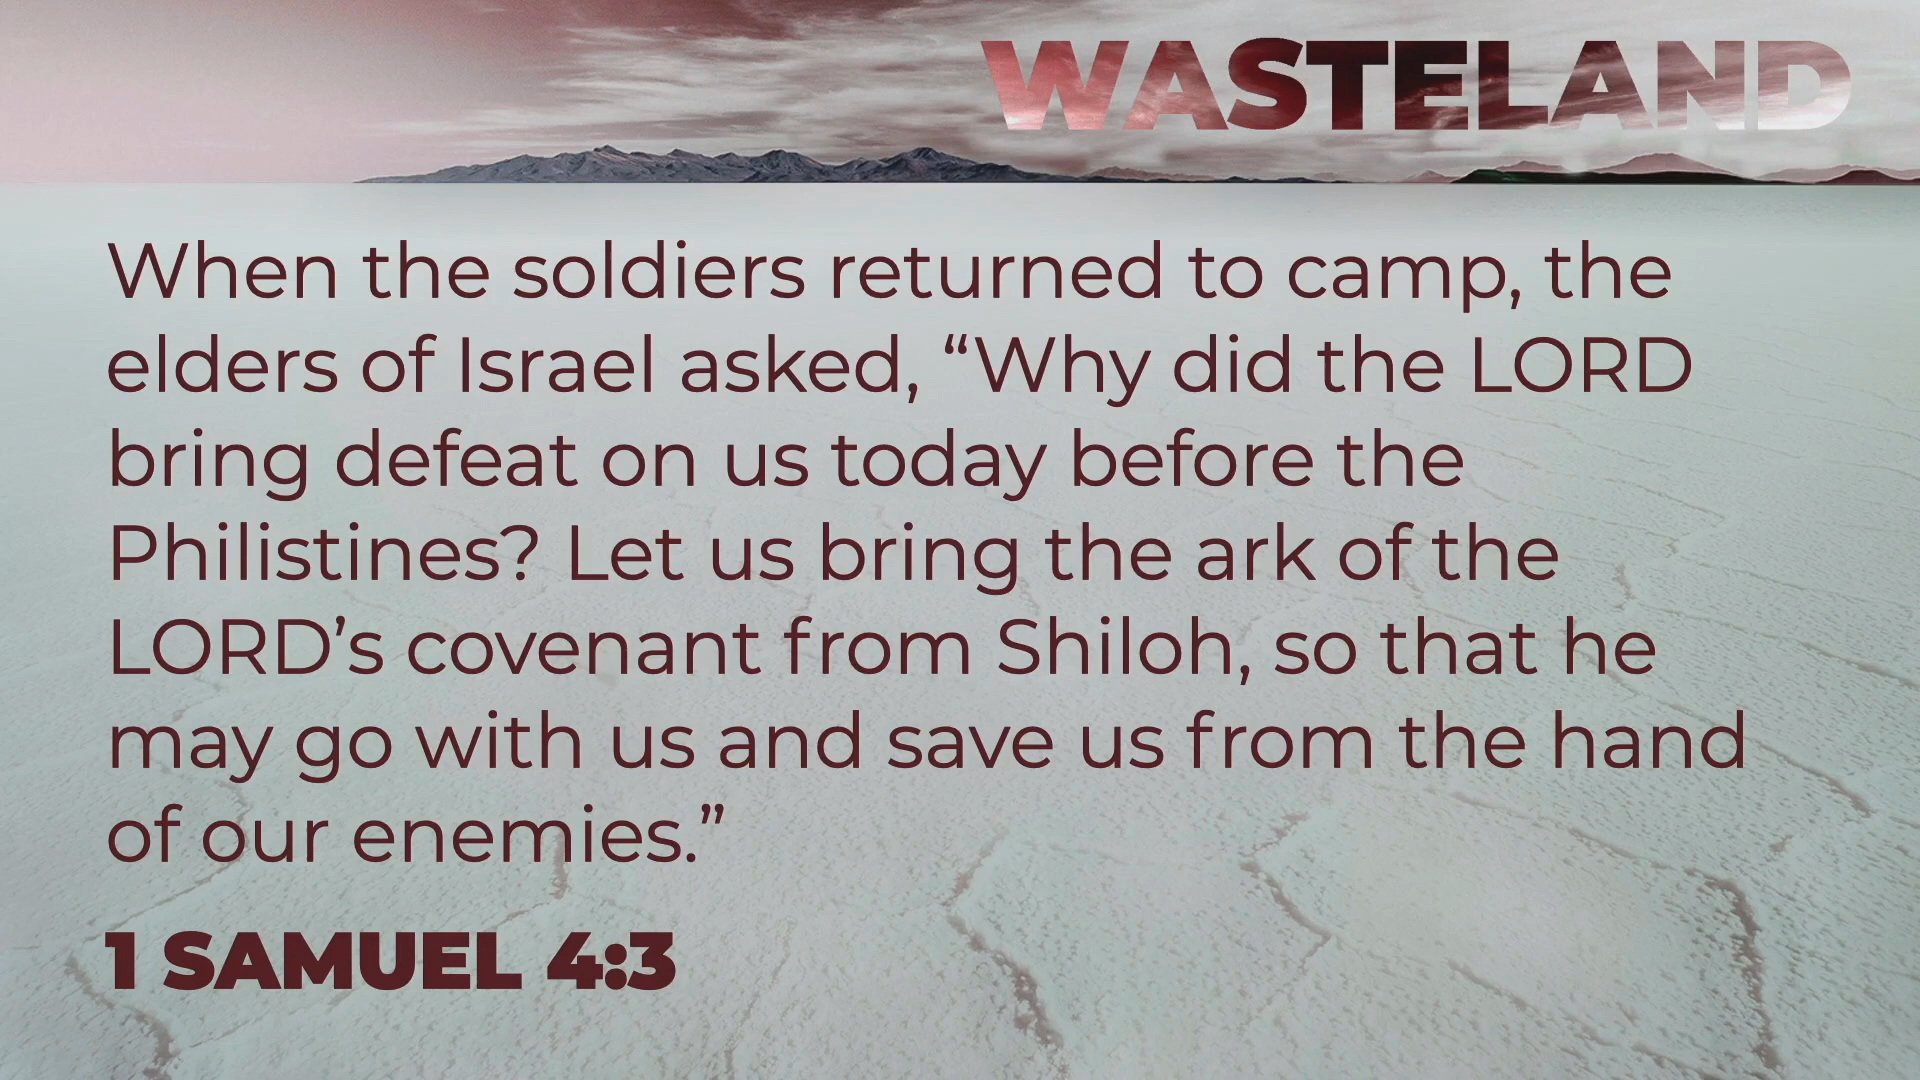 WASTELAND
When the soldiers returned to camp, the
elders of Israel asked, “Why did the LORD
bring defeat on us today before the
Philistines? Let us bring the ark of the
LORD’s covenant from Shiloh, so that he
may go with us and save us from the hand
of our enemies.”
1 SAMUEL 4:3